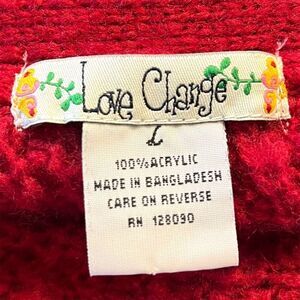 Love Change
L
100% ACRYLIC
MADE IN BANGLADESH
CARE ON REVERSE
RN 128090